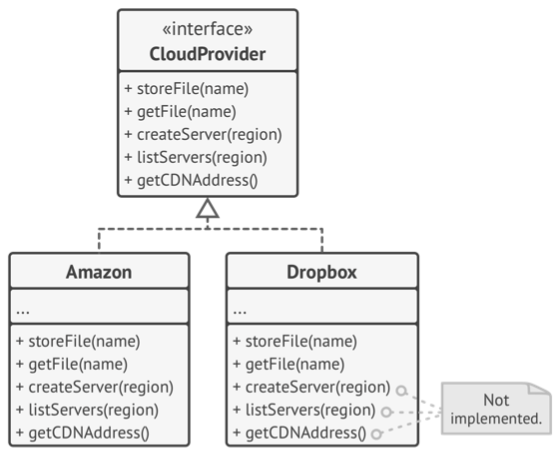 «interface»
CloudProvider
+ storeFile(name)
+ getFile(name)
+ createServer(region)
+ listServers(region)
+ getCDNAddress()
Amazon
...
+ storeFile(name)
+ getFile(name)
+ createServer(region)
+ listServers(region)
+ getCDNAddress()
Dropbox
...
+ storeFile(name)
+ getFile(name)
+ createServer(region)
+ listServers(region)
+ getCDNAddress()
Not
implemented.